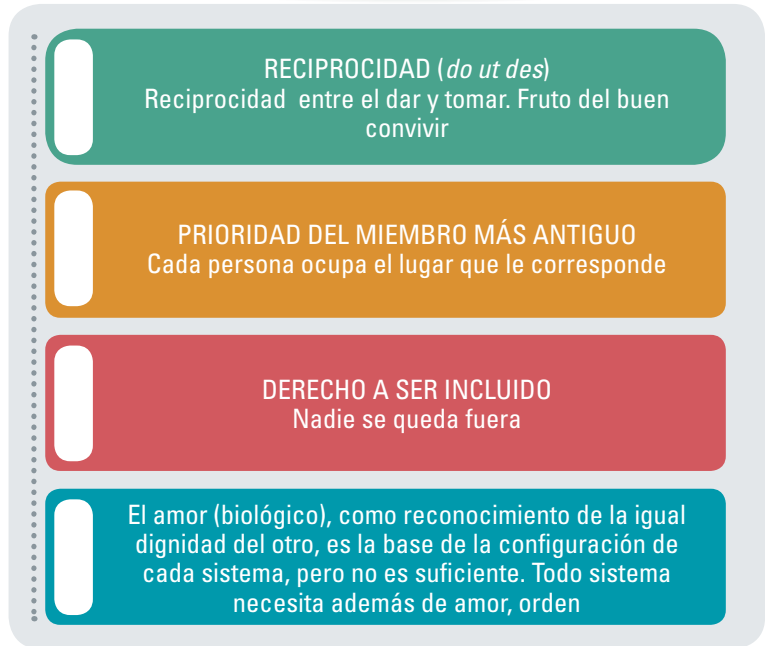 RECIPROCIDAD (do ut des)
Reciprocidad  entre el dar y tomar. Fruto del buen
convivir
PRIORIDAD DEL MIEMBRO MÁS ANTIGUO
Cada persona ocupa el lugar que le corresponde
DERECHO A SER INCLUIDO
Nadie se queda fuera
El amor (biológico), como reconocimiento de la igual
dignidad del otro, es la base de la configuración de
cada sistema, pero no es suficiente. Todo sistema
necesita además de amor, orden